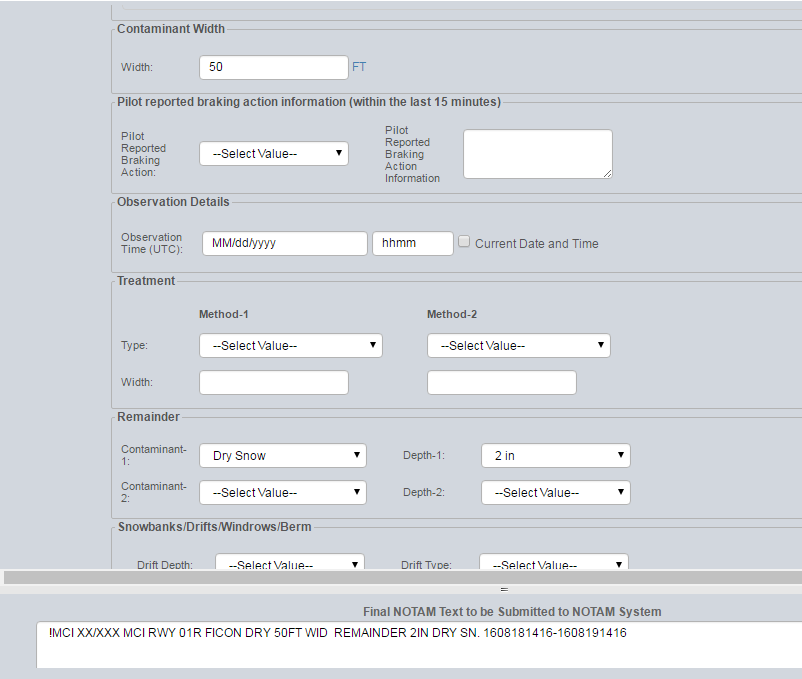 Contaminant Width
Width: 50 FT
Pilot reported braking action information (within the last 15 minutes)
Pilot
Reported
Braking
Action:
--Select Value--
Pilot
Reported
Braking
Action
Information
Observation Details
Observation
Time (UTC):
MM/dd/yyyy hhmm Current Date and Time
Treatment
Method-1 Method-2
Type: --Select Value-- --Select Value--
Width:
Remainder
Contaminant-
1:
Dry Snow Depth-1: 2 in
Contaminant-
2:
--Select Value-- Depth-2: --Select Value--
Snowbanks/Drifts/Windrows/Berm
Drift Depth: --Select Value-- Drift Type: --Select Value--
Final NOTAM Text to be Submitted to NOTAM System
!MCI XX/XXX MCI RWY 01R FICON DRY 50FT WID  REMAINDER 2IN DRY SN. 1608181416-1608191416